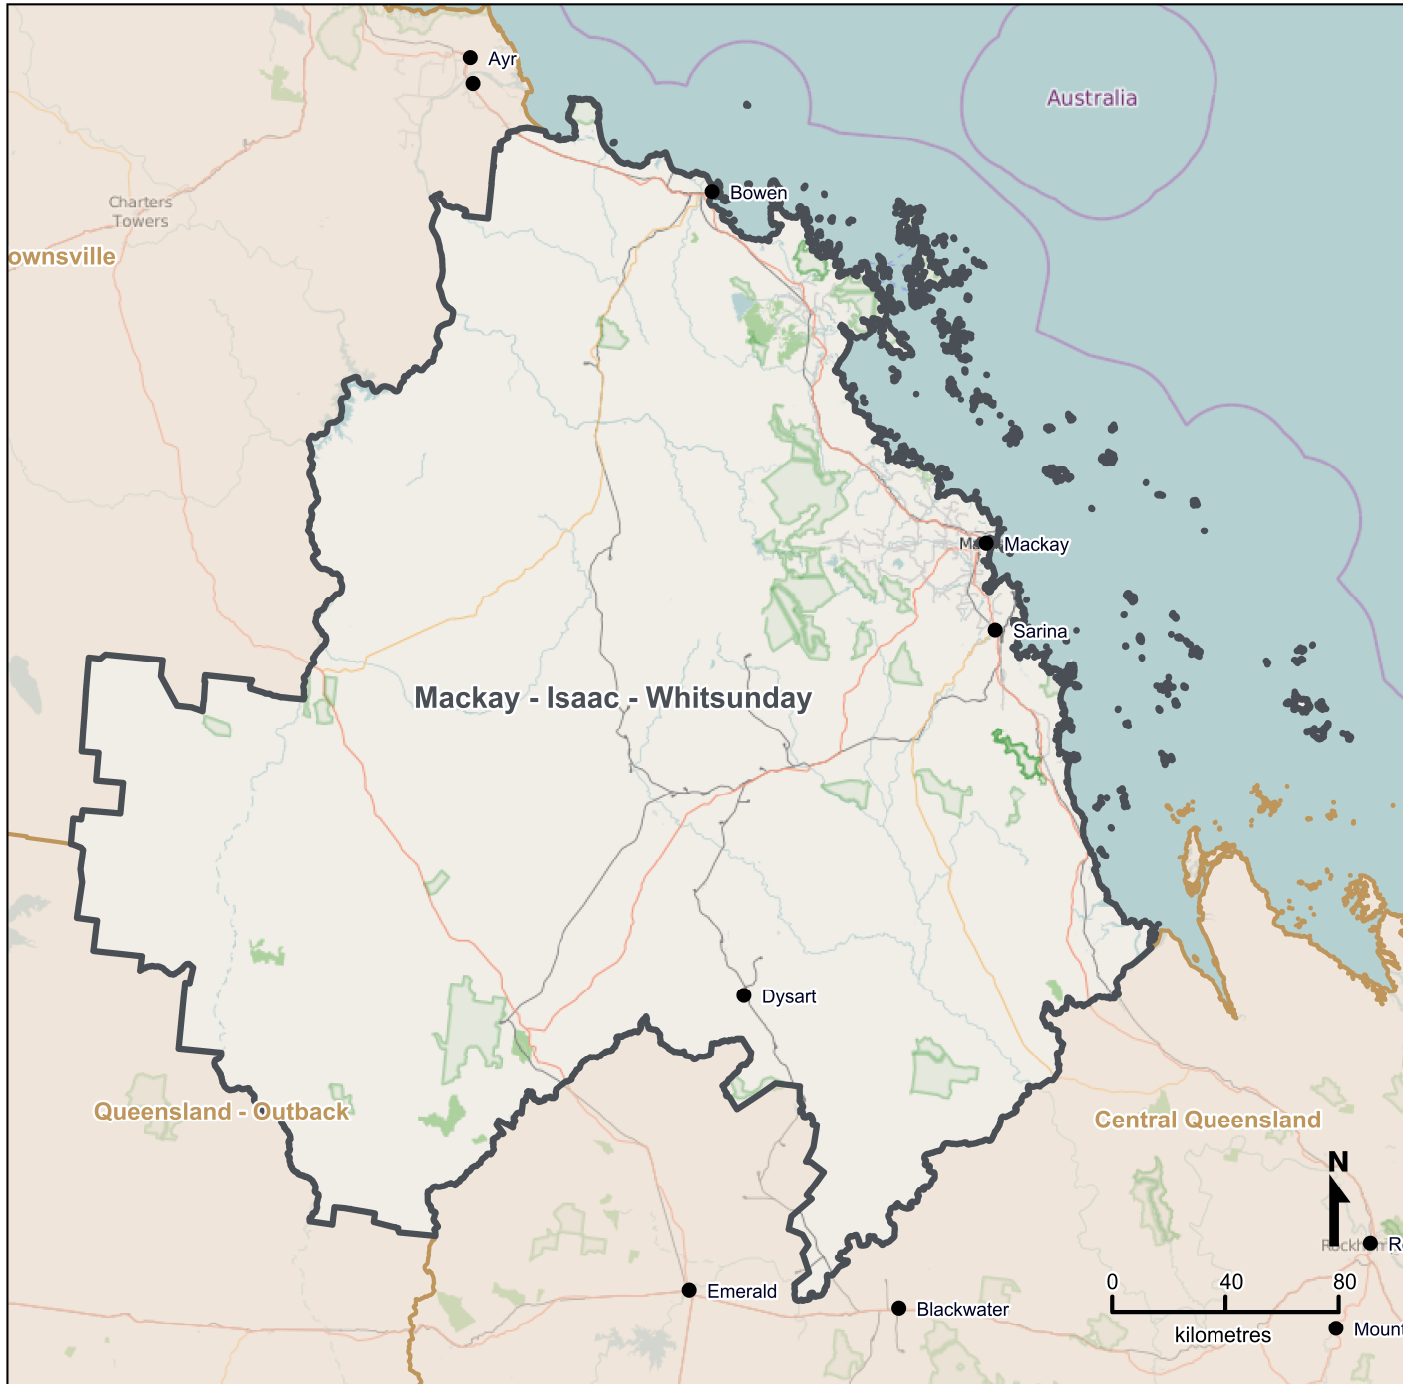 Ayr
Australia
Bowen
Charters
Towers
ownsville
Mackay
Sarina
Mackay - Isaac - Whitsunday
Dysart
Queensland - Outback
Central Queensland
N
0 40 80
kilometres
Emerald
Blackwater
Mount